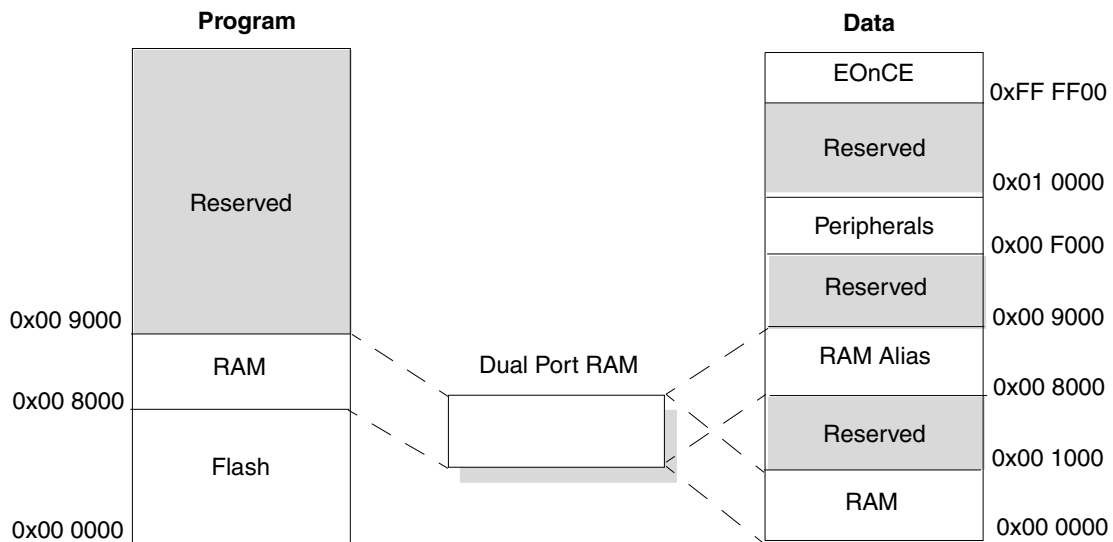 Program
Reserved
0x00 9000
RAM
0x00 8000
Flash
0x00 0000
Dual Port RAM
Data
EOnCE
0xFF FF00
Reserved
0x01 0000
Peripherals
0x00 F000
Reserved
0x00 9000
RAM Alias
0x00 8000
Reserved
0x00 1000
RAM
0x00 0000